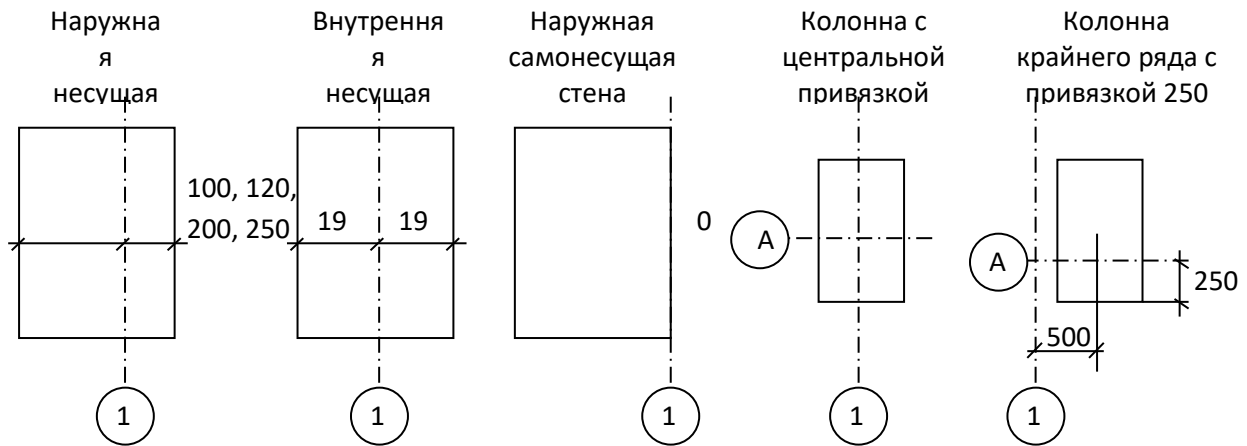 Наружна
я
несущая
Внутрення
я
несущая
Наружная
самонесущая
стена
Колонна с
центральной
привязкой
Колонна
крайнего ряда с
привязкой 250
100, 120,
200, 250
19
19
0
А
А
250
500
1
1
1
1
1